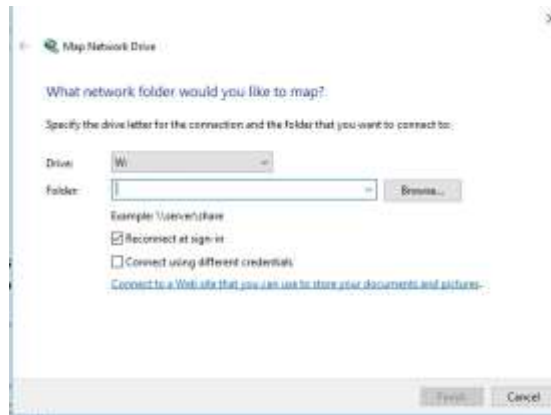 Map Network Drive
What network folder would you like to map?
Specify the drive letter for the connection and the folder that you want to connect to:
Drive: W:
Folder: Browse...
Example: \\server\share
Reconnect at sign-in
Connect using different credentials
Connect to a Web site that you can use to store your documents and pictures.
Finish Cancel